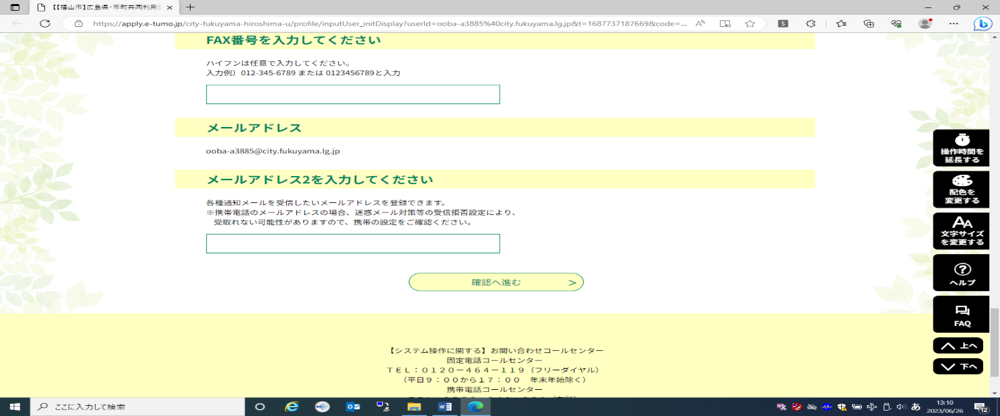 【【福山市】広島県・市町共同利用
https://apply.e-tumo.jp/city-fukuyama-hiroshima-u/profile/inputUser_initDisplay?userId=ooba-a3885%40city.fukuyama.lg.jp&t=1687737187669&code=...
FAX番号を入力してください
ハイフンは任意で入力してください。
入力例）012-345-6789 または 0123456789と入力
メールアドレス
ooba-a3885@city.fukuyama.lg.jp
メールアドレス2を入力してください
各種通知メールを受信したいメールアドレスを登録できます。
※携帯電話のメールアドレスの場合、迷惑メール対策等の受信拒否設定により、
受取れない可能性がありますので、携帯の設定をご確認ください。
確認へ進む
操作時間を
延長する
配色を
変更する
文字サイズ
を変更する
ヘルプ
FAQ
上へ
下へ
【システム操作に関する】お問い合わせコールセンター
固定電話コールセンター
ＴＥＬ：０１２０－４６４－１１９（フリーダイヤル）
（平日９：００から１７：００　年末年始除く）
携帯電話コールセンター
ここに入力して検索
あ
13:10
2023/06/26
12